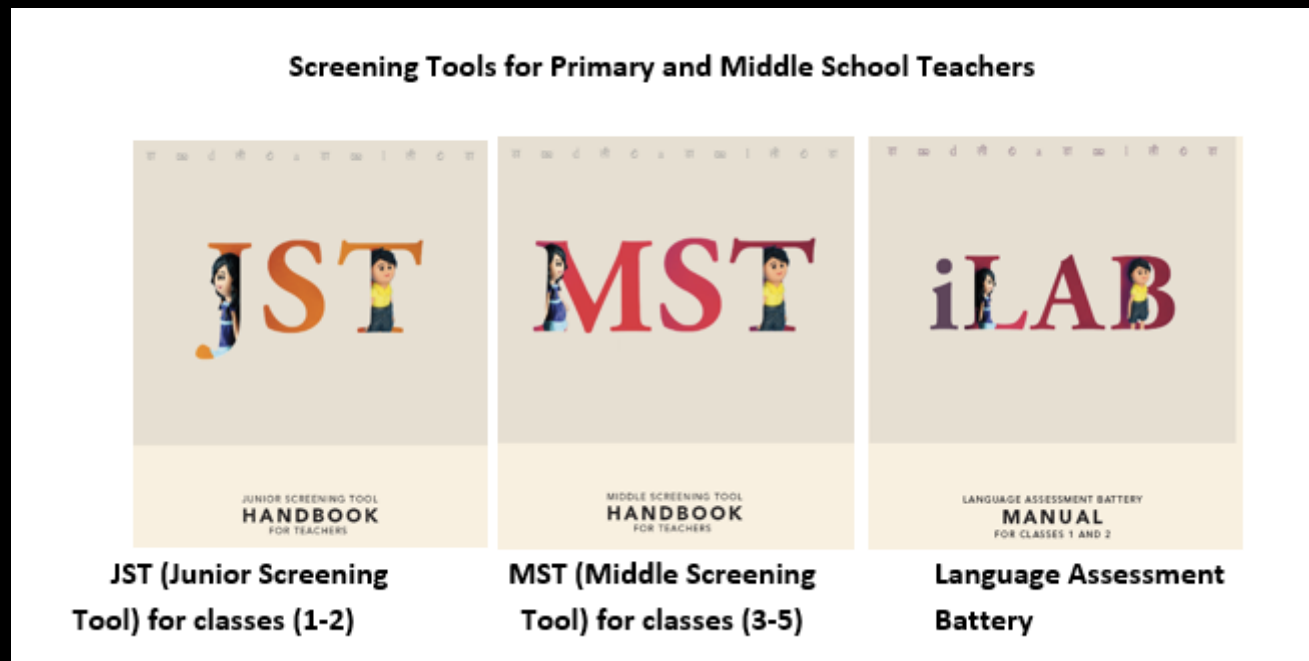 Screening Tools for Primary and Middle School Teachers
JST
JUNIOR SCREENING TOOL
HANDBOOK
FOR TEACHERS
JST (Junior Screening
Tool) for classes (1-2)
MST
MIDDLE SCREENING TOOL
HANDBOOK
FOR TEACHERS
MST (Middle Screening
Tool) for classes (3-5)
iLAB
LANGUAGE ASSESSMENT BATTERY
MANUAL
FOR CLASSES 1 AND 2
Language Assessment
Battery